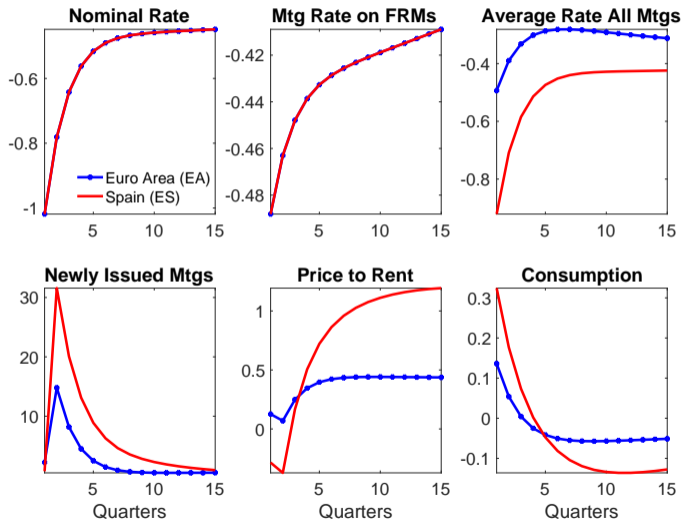 Nominal Rate
-0.6
-0.8
-1
Euro Area (EA)
Spain (ES)
5 10 15
Mtg Rate on FRMs
-0.42
-0.44
-0.46
-0.48
5 10 15
Average Rate All Mtgs
-0.4
-0.6
-0.8
5 10 15
Newly Issued Mtgs
30
20
10
5 10 15
Quarters
Price to Rent
1
0.5
0
5 10 15
Quarters
Consumption
0.3
0.2
0.1
0
-0.1
5 10 15
Quarters